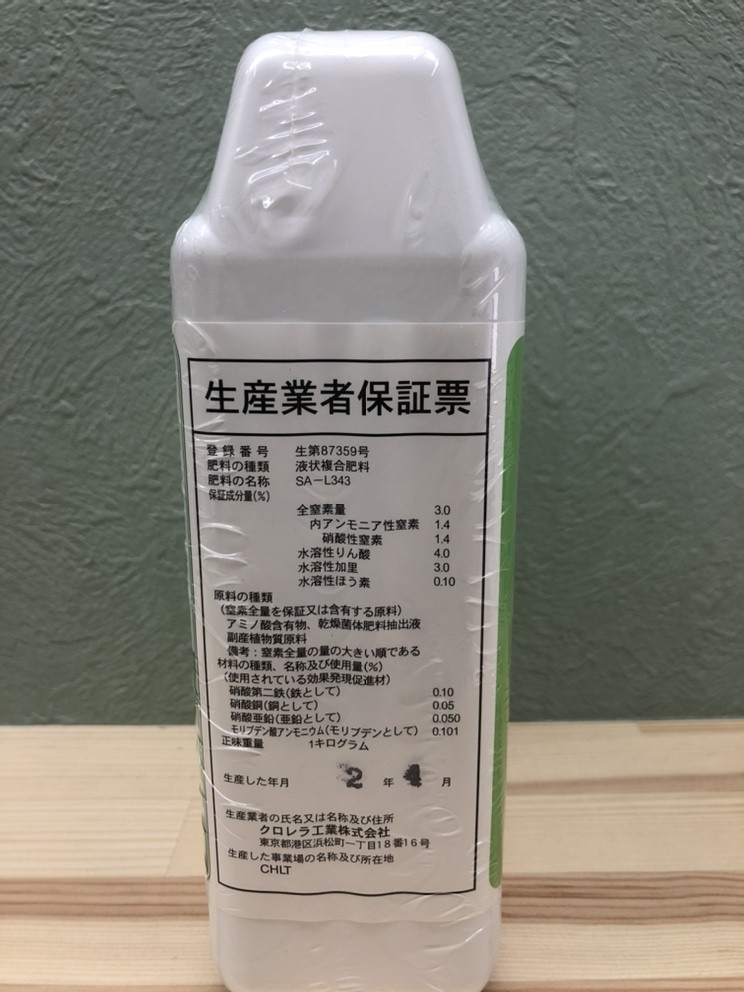 生産業者保証票
登録番号 生第87359号
肥料の種類 液状複合肥料
肥料の名称 SA-L343
保証成分量(%)
全窒素量 3.0
内アンモニア性窒素 1.4
硝酸性窒素 1.4
水溶性りん酸 4.0
水溶性加里 3.0
水溶性ほう素 0.10
原料の種類
(窒素全量を保証又は含有する原料)
アミノ酸含有物、乾燥菌体肥料抽出液
副産植物質原料
備考:窒素全量の量の大きい順である
材料の種類、名称及び使用量(%)
(使用されている効果発現促進材)
硝酸第二鉄(鉄として) 0.10
硝酸銅(銅として) 0.05
硝酸亜鉛(亜鉛として) 0.050
モリブデン酸アンモニウム(モリブデンとして) 0.101
正味重量 1キログラム
生産した年月 2年4月
生産業者の氏名又は名称及び住所
クロレラ工業株式会社
東京都港区浜松町一丁目18番16号
生産した事業場の名称及び所在地
CHLT